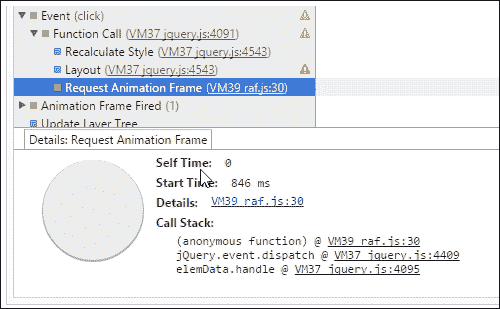 Event (click)
Function Call (VM37 jquery.js:4091)
Recalculate Style (VM37 jquery.js:4543)
Layout (VM37 jquery.js:4543)
Request Animation Frame (VM39 raf.js:30)
Animation Frame Fired (1)
Update Layer Tree
Details: Request Animation Frame
Self Time: 0
Start Time: 846 ms
Details: VM39 raf.js:30
Call Stack:
(anonymous function) @ VM39 raf.js:30
jQuery.event.dispatch @ VM37 jquery.js:4409
elemData.handle @ VM37 jquery.js:4095